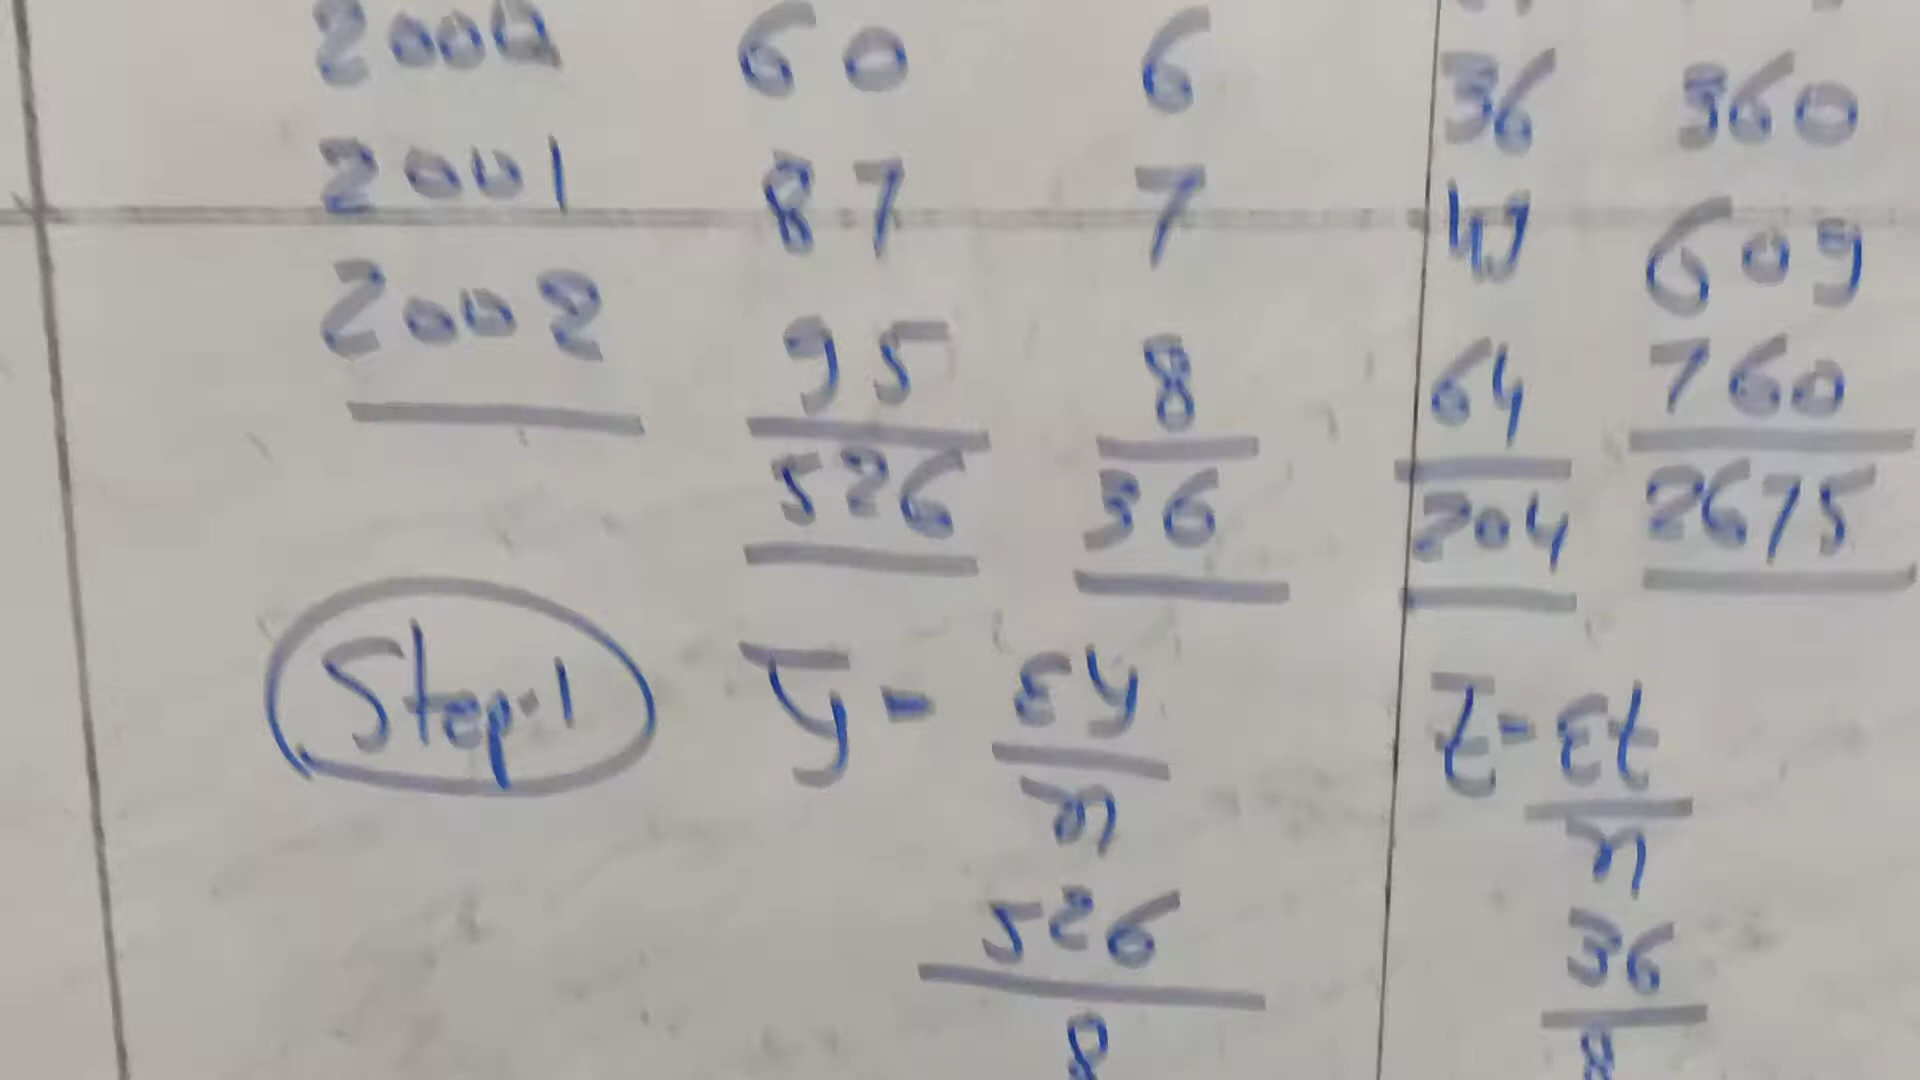 2000 60 6 36 360
2001 87 7 49 609
2002 95 8 64 760
526 36 204 2675
Step-1 ȳ = Σy t̄ = Σt
n n
526 36
8 8